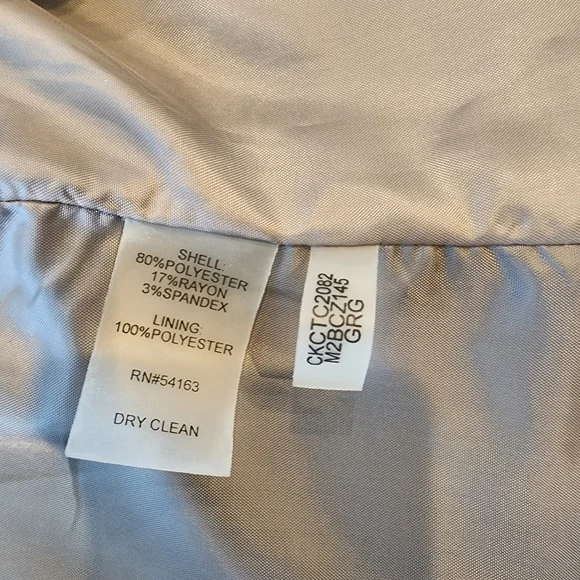 SHELL:
80%POLYESTER
17%RAYON
3%SPANDEX
LINING:
100%POLYESTER
RN#54163
DRY CLEAN
CKCTC2082
M2BCZ145
GRG